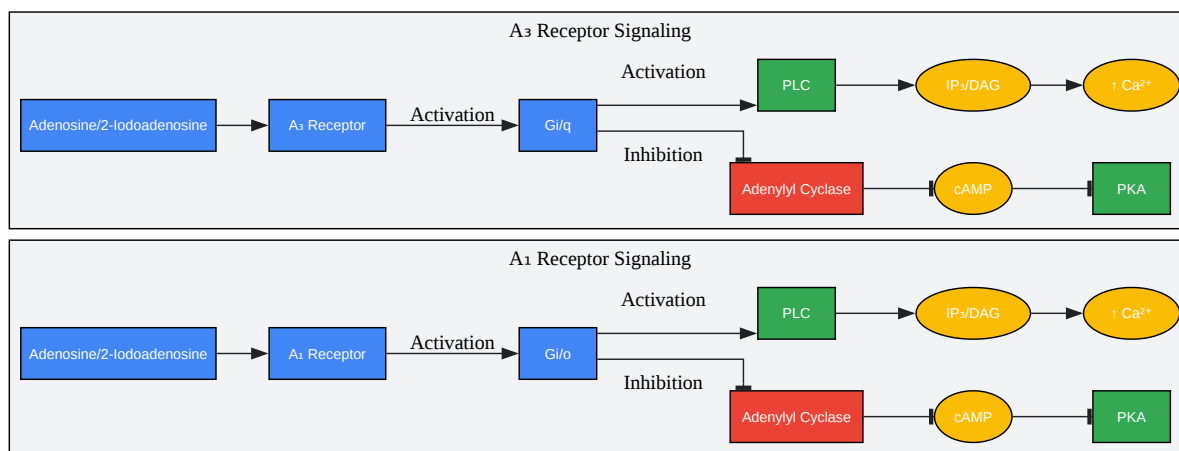 A₃ Receptor Signaling
Activation
PLC
IP₃/DAG
↑ Ca²⁺
Adenosine/2-Iodoadenosine
A₃ Receptor
Activation
Gi/q
Inhibition
Adenylyl Cyclase
cAMP
PKA
A₁ Receptor Signaling
Activation
PLC
IP₃/DAG
↑ Ca²⁺
Adenosine/2-Iodoadenosine
A₁ Receptor
Activation
Gi/o
Inhibition
Adenylyl Cyclase
cAMP
PKA